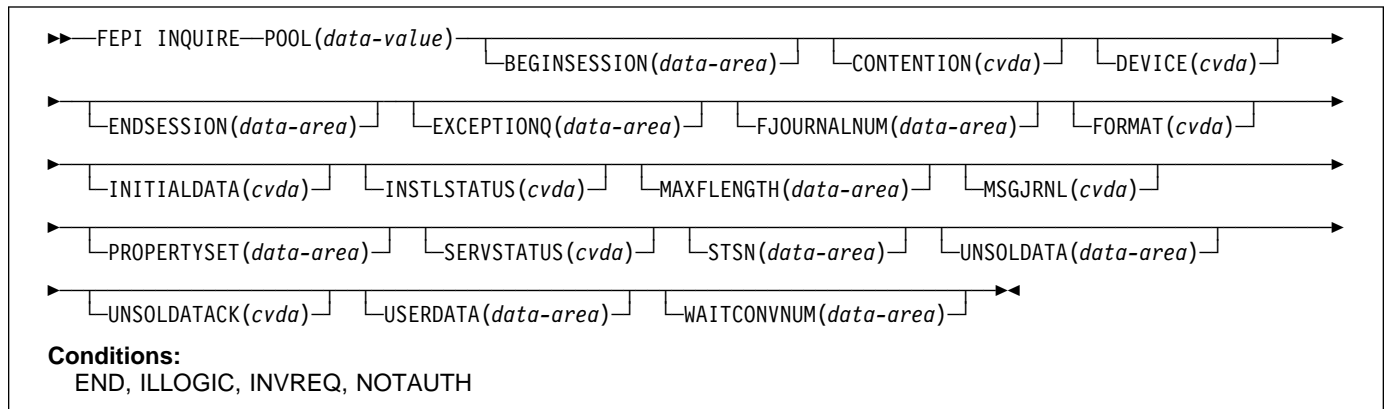 FEPI INQUIRE POOL(data-value)
BEGINSESSION(data-area) CONTENTION(cvda) DEVICE(cvda)
ENDSESSION(data-area) EXCEPTIONQ(data-area) FJOURNALNUM(data-area) FORMAT(cvda)
INITIALDATA(cvda) INSTLSTATUS(cvda) MAXFLENGTH(data-area) MSGJRNL(cvda)
PROPERTYSET(data-area) SERVSTATUS(cvda) STSN(data-area) UNSOLDATA(data-area)
UNSOLDATACK(cvda) USERDATA(data-area) WAITCONVNUM(data-area)
Conditions:
END, ILLOGIC, INVREQ, NOTAUTH